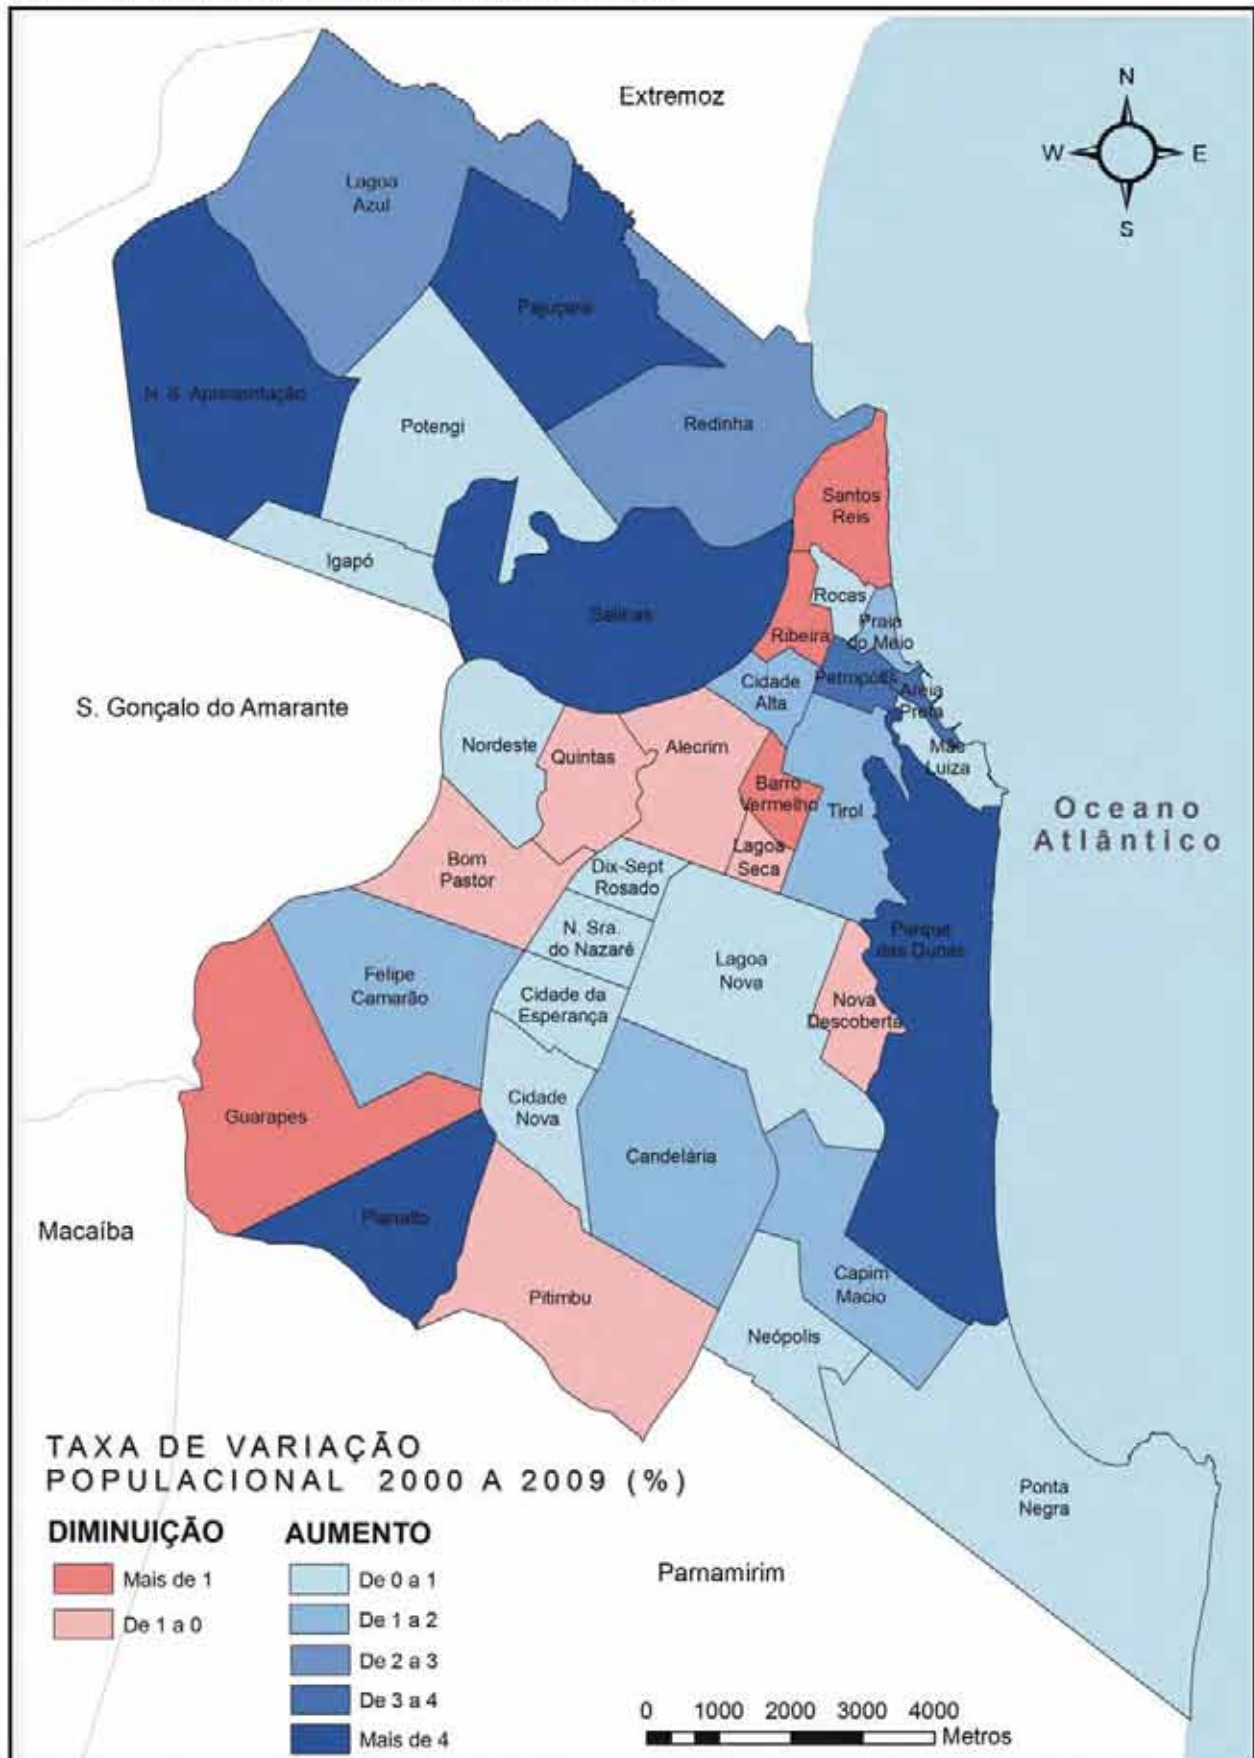 Extremoz
N
W E
S
Lagoa
Azul
Pajuçara
N. S. Apresentação
Potengi
Redinha
Santos
Reis
Igapó
Rocas
Salinas
Praia
do Meio
Ribeira
Petrópolis
Cidade
Alta
Areia
Preta
S. Gonçalo do Amarante
Nordeste
Quintas
Alecrim
Mãe
Luiza
Barro
Vermelho
Tirol
Oceano
Atlântico
Lagoa
Seca
Bom
Pastor
Dix-Sept
Rosado
N. Sra.
do Nazaré
Parque
das Dunas
Lagoa
Nova
Felipe
Camarão
Cidade da
Esperança
Nova
Descoberta
Cidade
Nova
Guarapes
Candelária
Macaíba
Planalto
Pitimbu
Capim
Macio
Neópolis
Ponta
Negra
Parnamirim
TAXA DE VARIAÇÃO
POPULACIONAL 2000 A 2009 (%)
DIMINUIÇÃO
Mais de 1
De 1 a 0
AUMENTO
De 0 a 1
De 1 a 2
De 2 a 3
De 3 a 4
Mais de 4
0 1000 2000 3000 4000
Metros